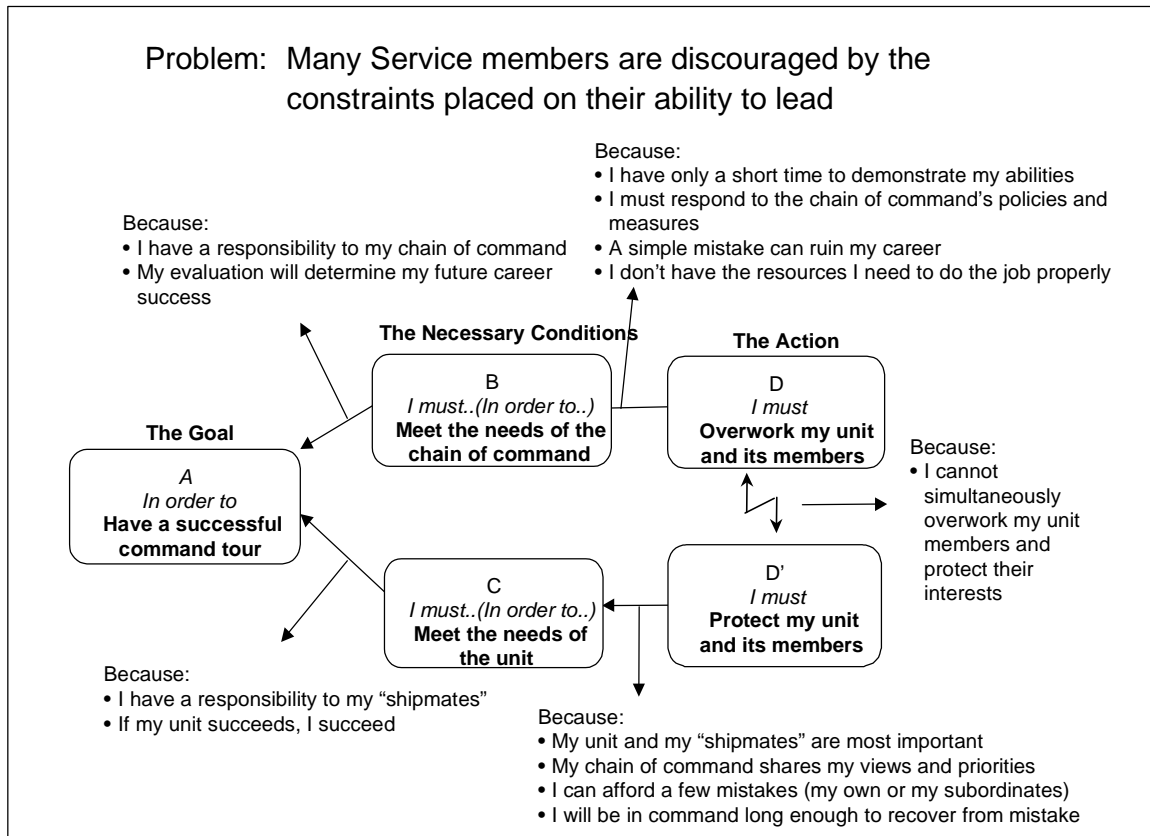 Problem: Many Service members are discouraged by the
constraints placed on their ability to lead
Because:
• I have only a short time to demonstrate my abilities
• I must respond to the chain of command’s policies and
measures
• A simple mistake can ruin my career
• I don’t have the resources I need to do the job properly
Because:
• I have a responsibility to my chain of command
• My evaluation will determine my future career
success
The Necessary Conditions
The Action
B
I must..(In order to..)
Meet the needs of the
chain of command
D
I must
Overwork my unit
and its members
The Goal
A
In order to
Have a successful
command tour
Because:
• I cannot
simultaneously
overwork my unit
members and
protect their
interests
C
I must..(In order to..)
Meet the needs of
the unit
D’
I must
Protect my unit
and its members
Because:
• I have a responsibility to my “shipmates”
• If my unit succeeds, I succeed
Because:
• My unit and my “shipmates” are most important
• My chain of command shares my views and priorities
• I can afford a few mistakes (my own or my subordinates)
• I will be in command long enough to recover from mistake